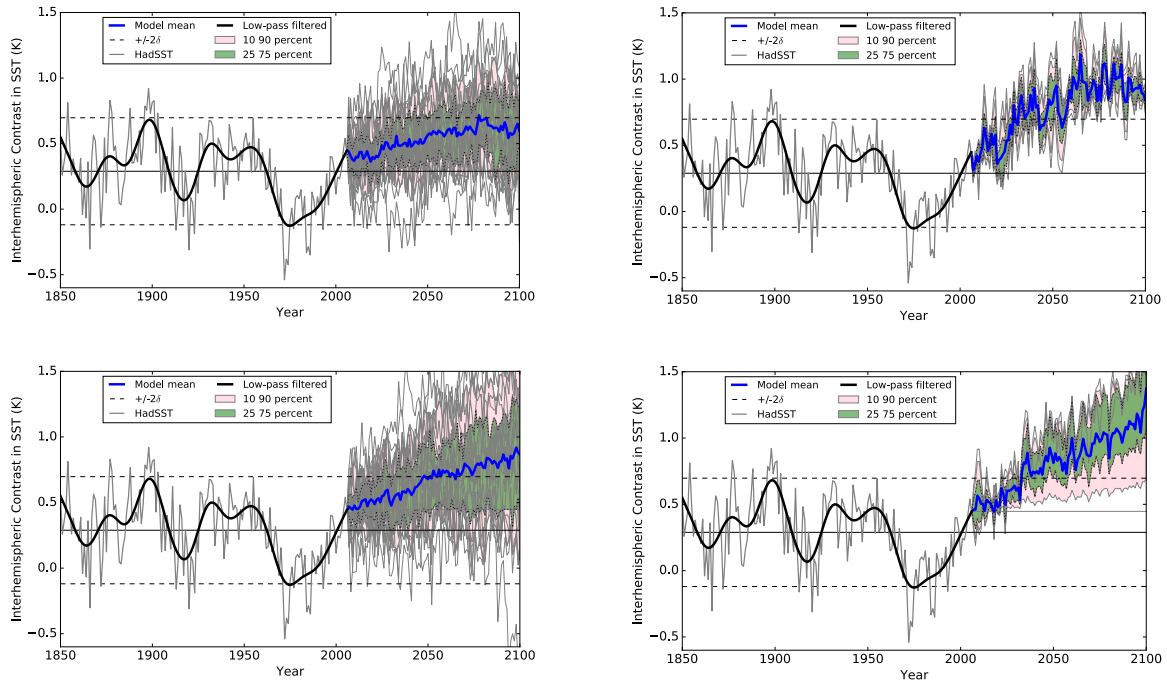 Interhemispheric Contrast in SST (K)
1.5
1.0
0.5
0.0
−0.5
Model mean
+/-2δ
HadSST
Low-pass filtered
10 90 percent
25 75 percent
1850 1900 1950 2000 2050 2100
Year
Interhemispheric Contrast in SST (K)
1.5
1.0
0.5
0.0
−0.5
Model mean
+/-2δ
HadSST
Low-pass filtered
10 90 percent
25 75 percent
1850 1900 1950 2000 2050 2100
Year
Interhemispheric Contrast in SST (K)
1.5
1.0
0.5
0.0
−0.5
Model mean
+/-2δ
HadSST
Low-pass filtered
10 90 percent
25 75 percent
1850 1900 1950 2000 2050 2100
Year
Interhemispheric Contrast in SST (K)
1.5
1.0
0.5
0.0
−0.5
Model mean
+/-2δ
HadSST
Low-pass filtered
10 90 percent
25 75 percent
1850 1900 1950 2000 2050 2100
Year